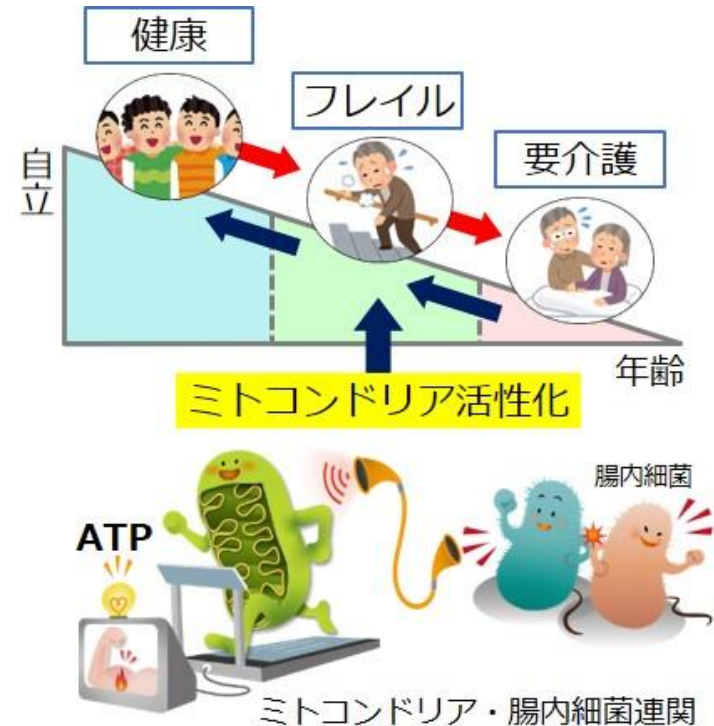 健康
フレイル
要介護
自立
年齢
ミトコンドリア活性化
腸内細菌
ATP
ミトコンドリア・腸内細菌連関